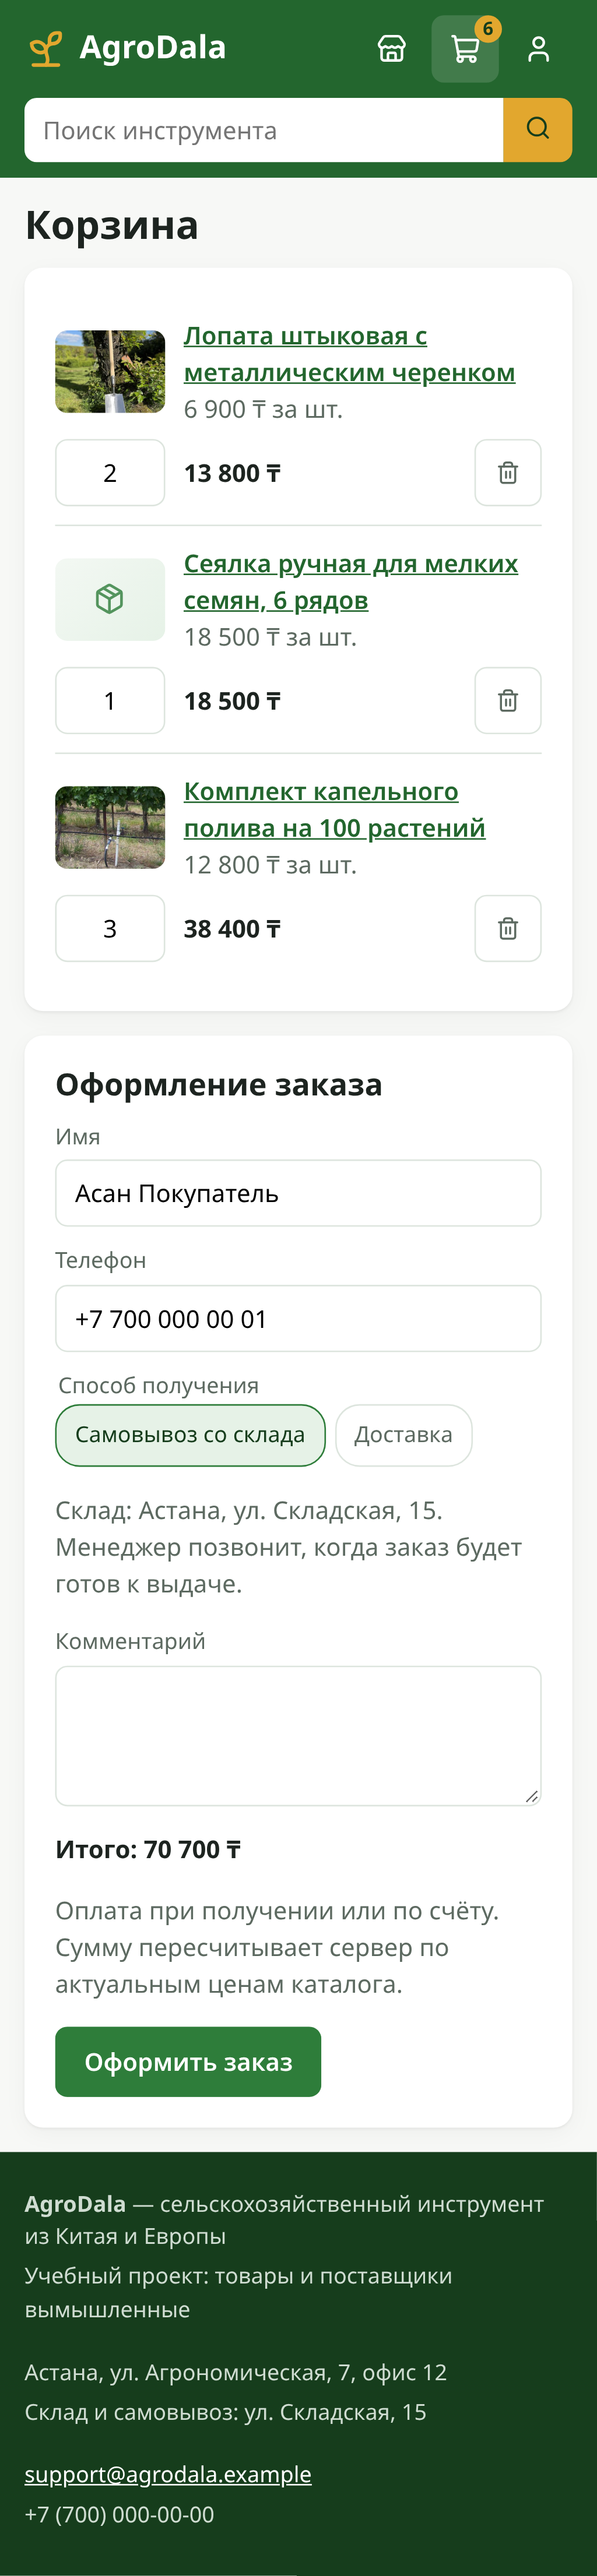 AgroDala
6
Поиск инструмента
Корзина
Лопата штыковая с
металлическим черенком
6 900 ₸ за шт.
2
13 800 ₸
Сеялка ручная для мелких
семян, 6 рядов
18 500 ₸ за шт.
1
18 500 ₸
Комплект капельного
полива на 100 растений
12 800 ₸ за шт.
3
38 400 ₸
Оформление заказа
Имя
Асан Покупатель
Телефон
+7 700 000 00 01
Способ получения
Самовывоз со склада
Доставка
Склад: Астана, ул. Складская, 15.
Менеджер позвонит, когда заказ будет
готов к выдаче.
Комментарий
Итого: 70 700 ₸
Оплата при получении или по счёту.
Сумму пересчитывает сервер по
актуальным ценам каталога.
Оформить заказ
AgroDala — сельскохозяйственный инструмент
из Китая и Европы
Учебный проект: товары и поставщики
вымышленные
Астана, ул. Агрономическая, 7, офис 12
Склад и самовывоз: ул. Складская, 15
support@agrodala.example
+7 (700) 000-00-00